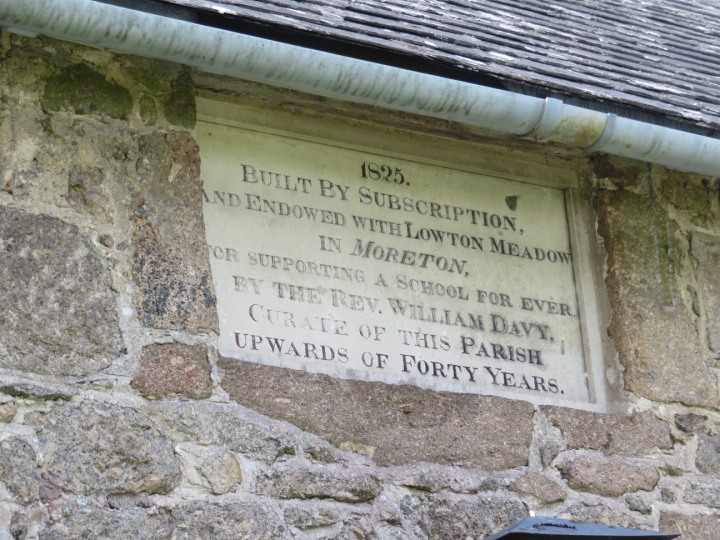 1825.
BUILT BY SUBSCRIPTION,
AND ENDOWED WITH LOWTON MEADOW
IN MORETON,
FOR SUPPORTING A SCHOOL FOR EVER.
BY THE REV. WILLIAM DAVY,
CURATE OF THIS PARISH
UPWARDS OF FORTY YEARS.